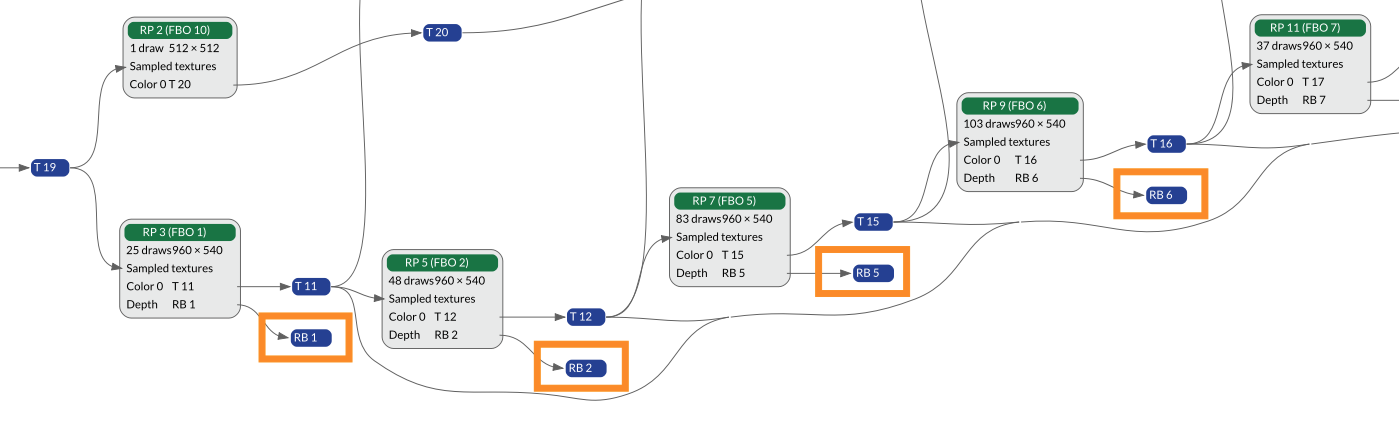 RP 2 (FBO 10)
1 draw 512 × 512
Sampled textures
Color 0 T 20
T 20
T 19
RP 3 (FBO 1)
25 draws960 × 540
Sampled textures
Color 0 T 11
Depth RB 1
T 11
RB 1
RP 5 (FBO 2)
48 draws960 × 540
Sampled textures
Color 0 T 12
Depth RB 2
T 12
RB 2
RP 7 (FBO 5)
83 draws960 × 540
Sampled textures
Color 0 T 15
Depth RB 5
T 15
RB 5
RP 9 (FBO 6)
103 draws960 × 540
Sampled textures
Color 0 T 16
Depth RB 6
T 16
RB 6
RP 11 (FBO 7)
37 draws960 × 540
Sampled textures
Color 0 T 17
Depth RB 7